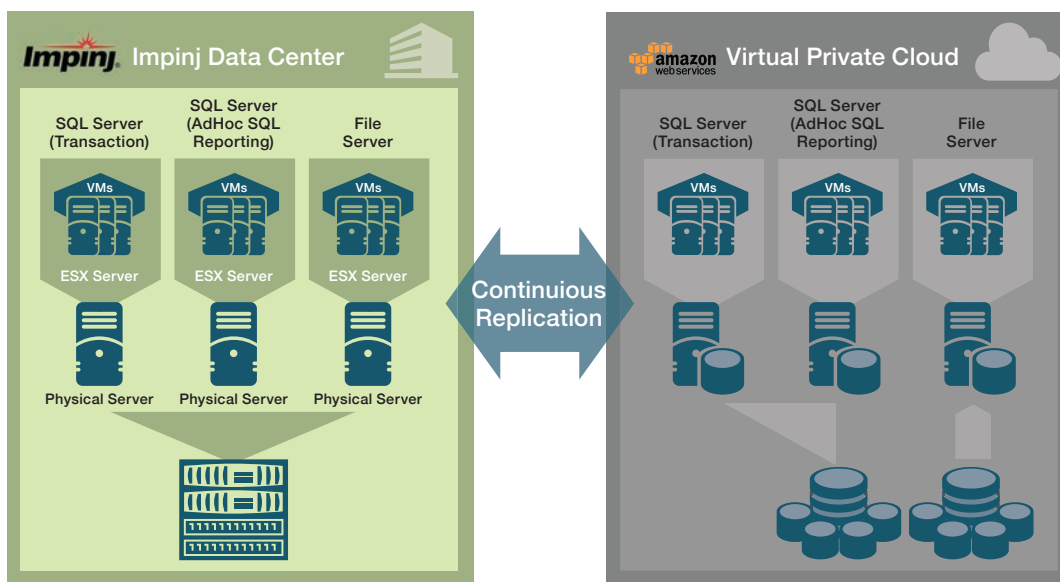 Impinj. Impinj Data Center
SQL Server
(Transaction)
SQL Server
(AdHoc SQL
Reporting)
File
Server
VMs
VMs
VMs
ESX Server
ESX Server
ESX Server
Physical Server
Physical Server
Physical Server
11111111111
111111111111
Continuious
Replication
amazon
webservices
Virtual Private Cloud
SQL Server
(Transaction)
SQL Server
(AdHoc SQL
Reporting)
File
Server
VMs
VMs
VMs